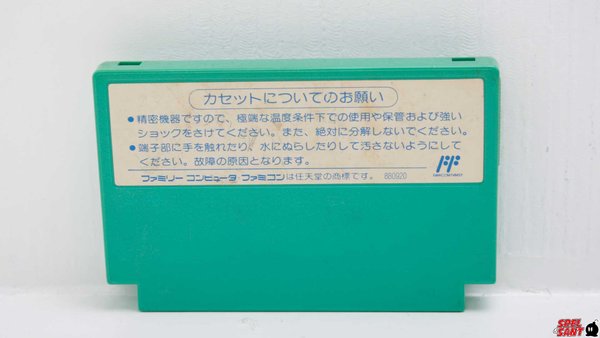 カセットについてのお願い
●精密機器ですので、極端な温度条件下での使用や保管および強い
ショックをさけてください。また、絶対に分解しないでください。
●端子部に手を触れたり、水にぬらしたりして汚さないようにして
ください。故障の原因となります。
ファミリーコンピュータ ファミコンは任天堂の商標です。 880920
FF
FAMICOM FAMILY
SOUL
SANT